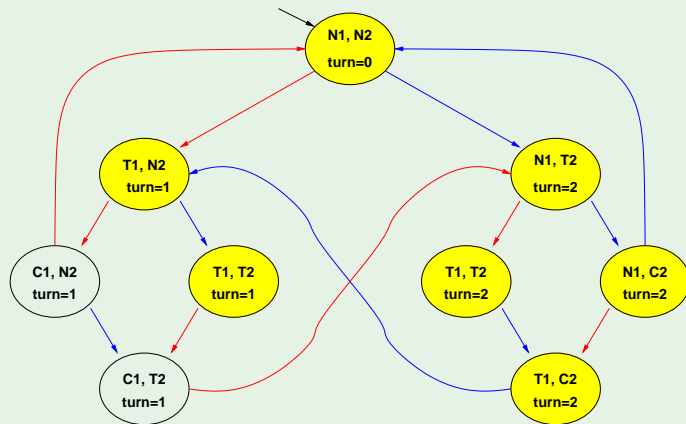 N1, N2
turn=0
T1, N2
turn=1
N1, T2
turn=2
C1, N2
turn=1
T1, T2
turn=1
T1, T2
turn=2
N1, C2
turn=2
C1, T2
turn=1
T1, C2
turn=2